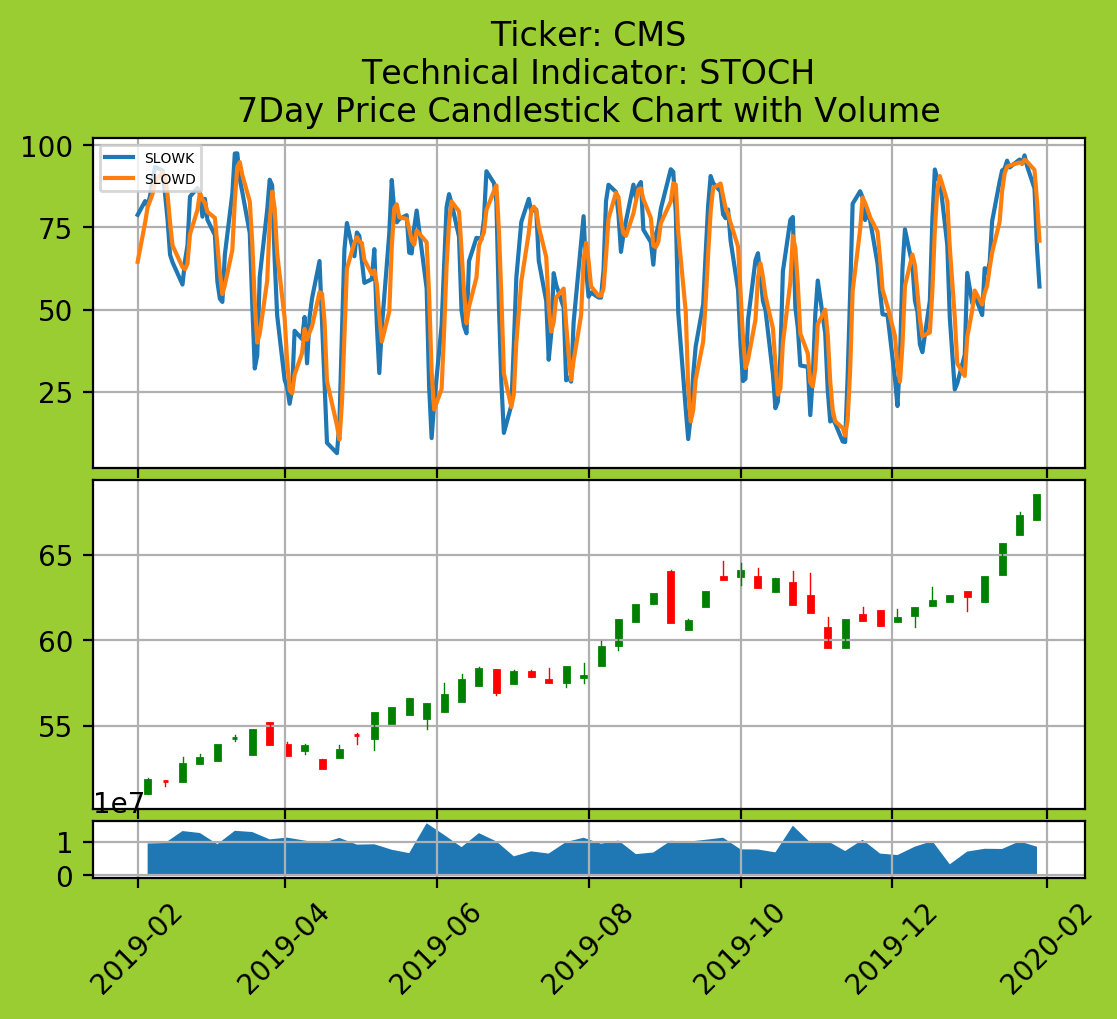 Ticker: CMS
Technical Indicator: STOCH
7Day Price Candlestick Chart with Volume
100
75
50
25
SLOWK
SLOWD
65
60
55
1e7
1
0
2019-02
2019-04
2019-06
2019-08
2019-10
2019-12
2020-02